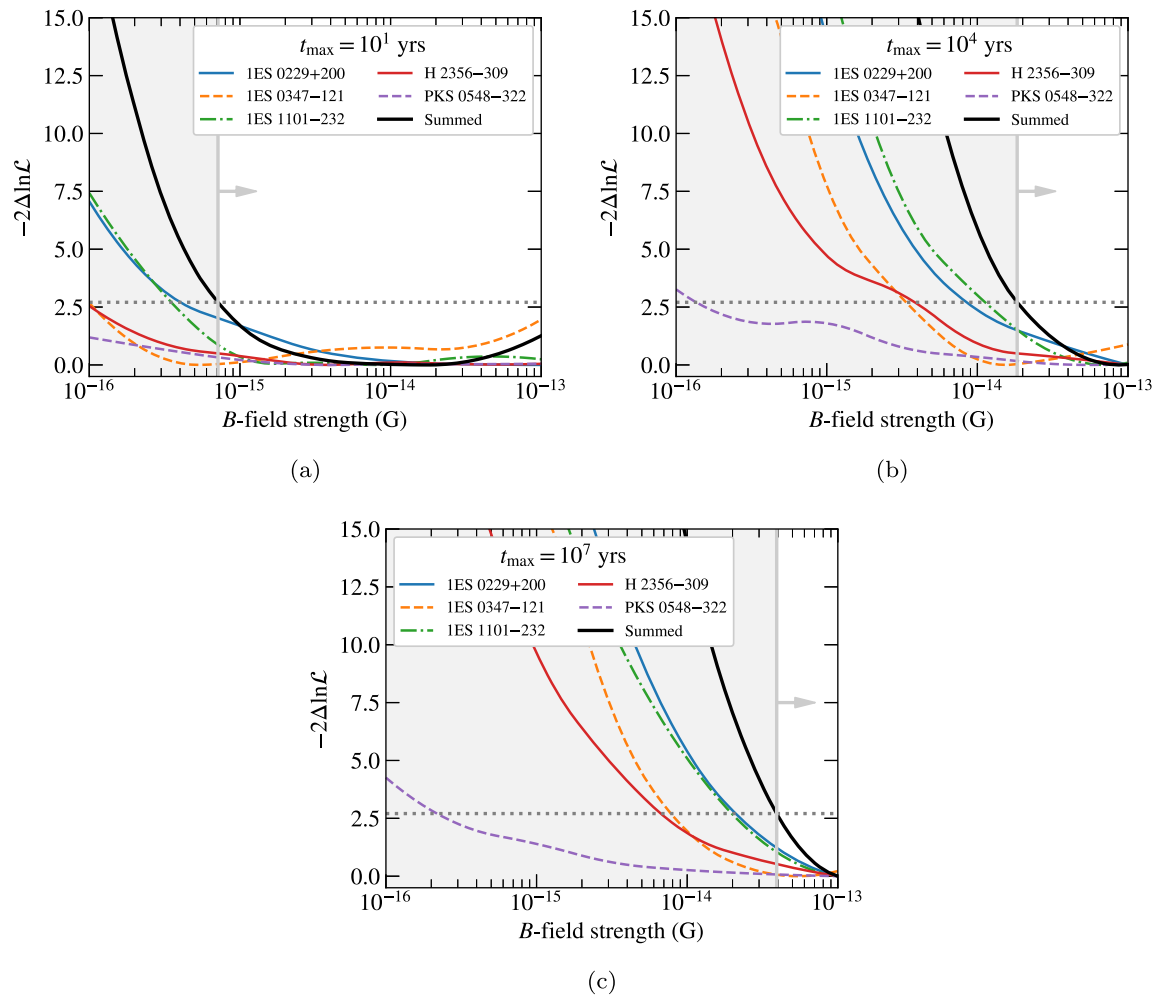 15.0
12.5
10.0
7.5
5.0
2.5
0.0
−2Δln𝓛
t_max = 10¹ yrs
1ES 0229+200
1ES 0347−121
1ES 1101−232
H 2356−309
PKS 0548−322
Summed
10⁻¹⁶
10⁻¹⁵
10⁻¹⁴
10⁻¹³
B-field strength (G)
(a)
15.0
12.5
10.0
7.5
5.0
2.5
0.0
−2Δln𝓛
t_max = 10⁴ yrs
1ES 0229+200
1ES 0347−121
1ES 1101−232
H 2356−309
PKS 0548−322
Summed
10⁻¹⁶
10⁻¹⁵
10⁻¹⁴
10⁻¹³
B-field strength (G)
(b)
15.0
12.5
10.0
7.5
5.0
2.5
0.0
−2Δln𝓛
t_max = 10⁷ yrs
1ES 0229+200
1ES 0347−121
1ES 1101−232
H 2356−309
PKS 0548−322
Summed
10⁻¹⁶
10⁻¹⁵
10⁻¹⁴
10⁻¹³
B-field strength (G)
(c)